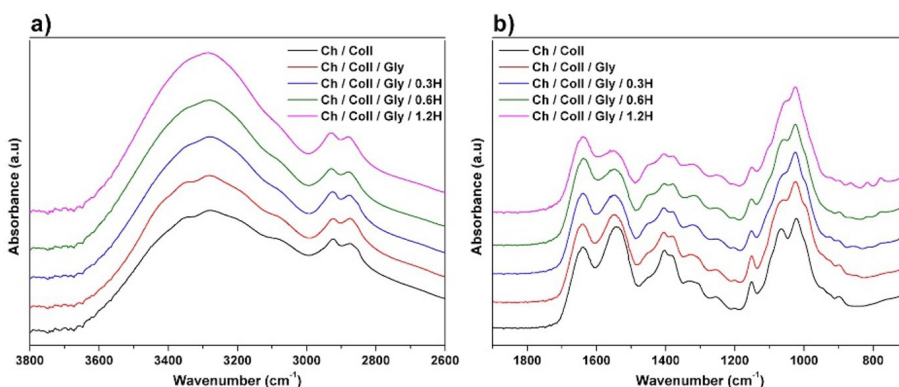 a)
Ch / Coll
Ch / Coll / Gly
Ch / Coll / Gly / 0.3H
Ch / Coll / Gly / 0.6H
Ch / Coll / Gly / 1.2H
Absorbance (a.u)
3800 3600 3400 3200 3000 2800 2600
Wavenumber (cm-1)
b)
Ch / Coll
Ch / Coll / Gly
Ch / Coll / Gly / 0.3H
Ch / Coll / Gly / 0.6H
Ch / Coll / Gly / 1.2H
Absorbance (a.u)
1800 1600 1400 1200 1000 800
Wavenumber (cm-1)